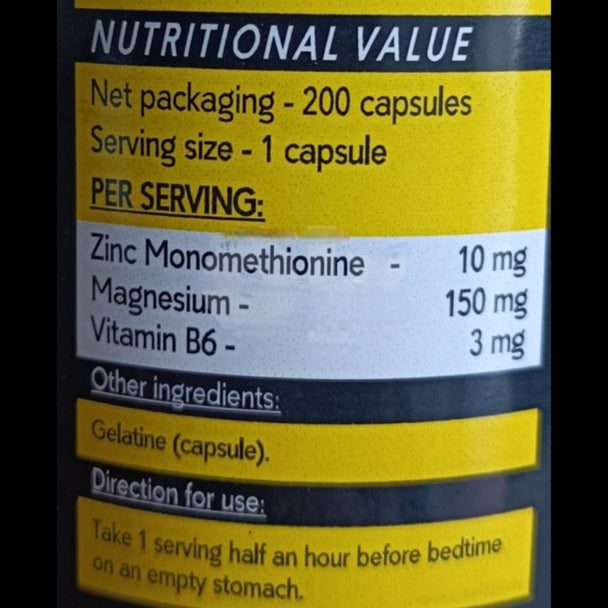 NUTRITIONAL VALUE
Net packaging - 200 capsules
Serving size - 1 capsule
PER SERVING:
Zinc Monomethionine - 10 mg
Magnesium - 150 mg
Vitamin B6 - 3 mg
Other ingredients:
Gelatine (capsule).
Direction for use:
Take 1 serving half an hour before bedtime
on an empty stomach.